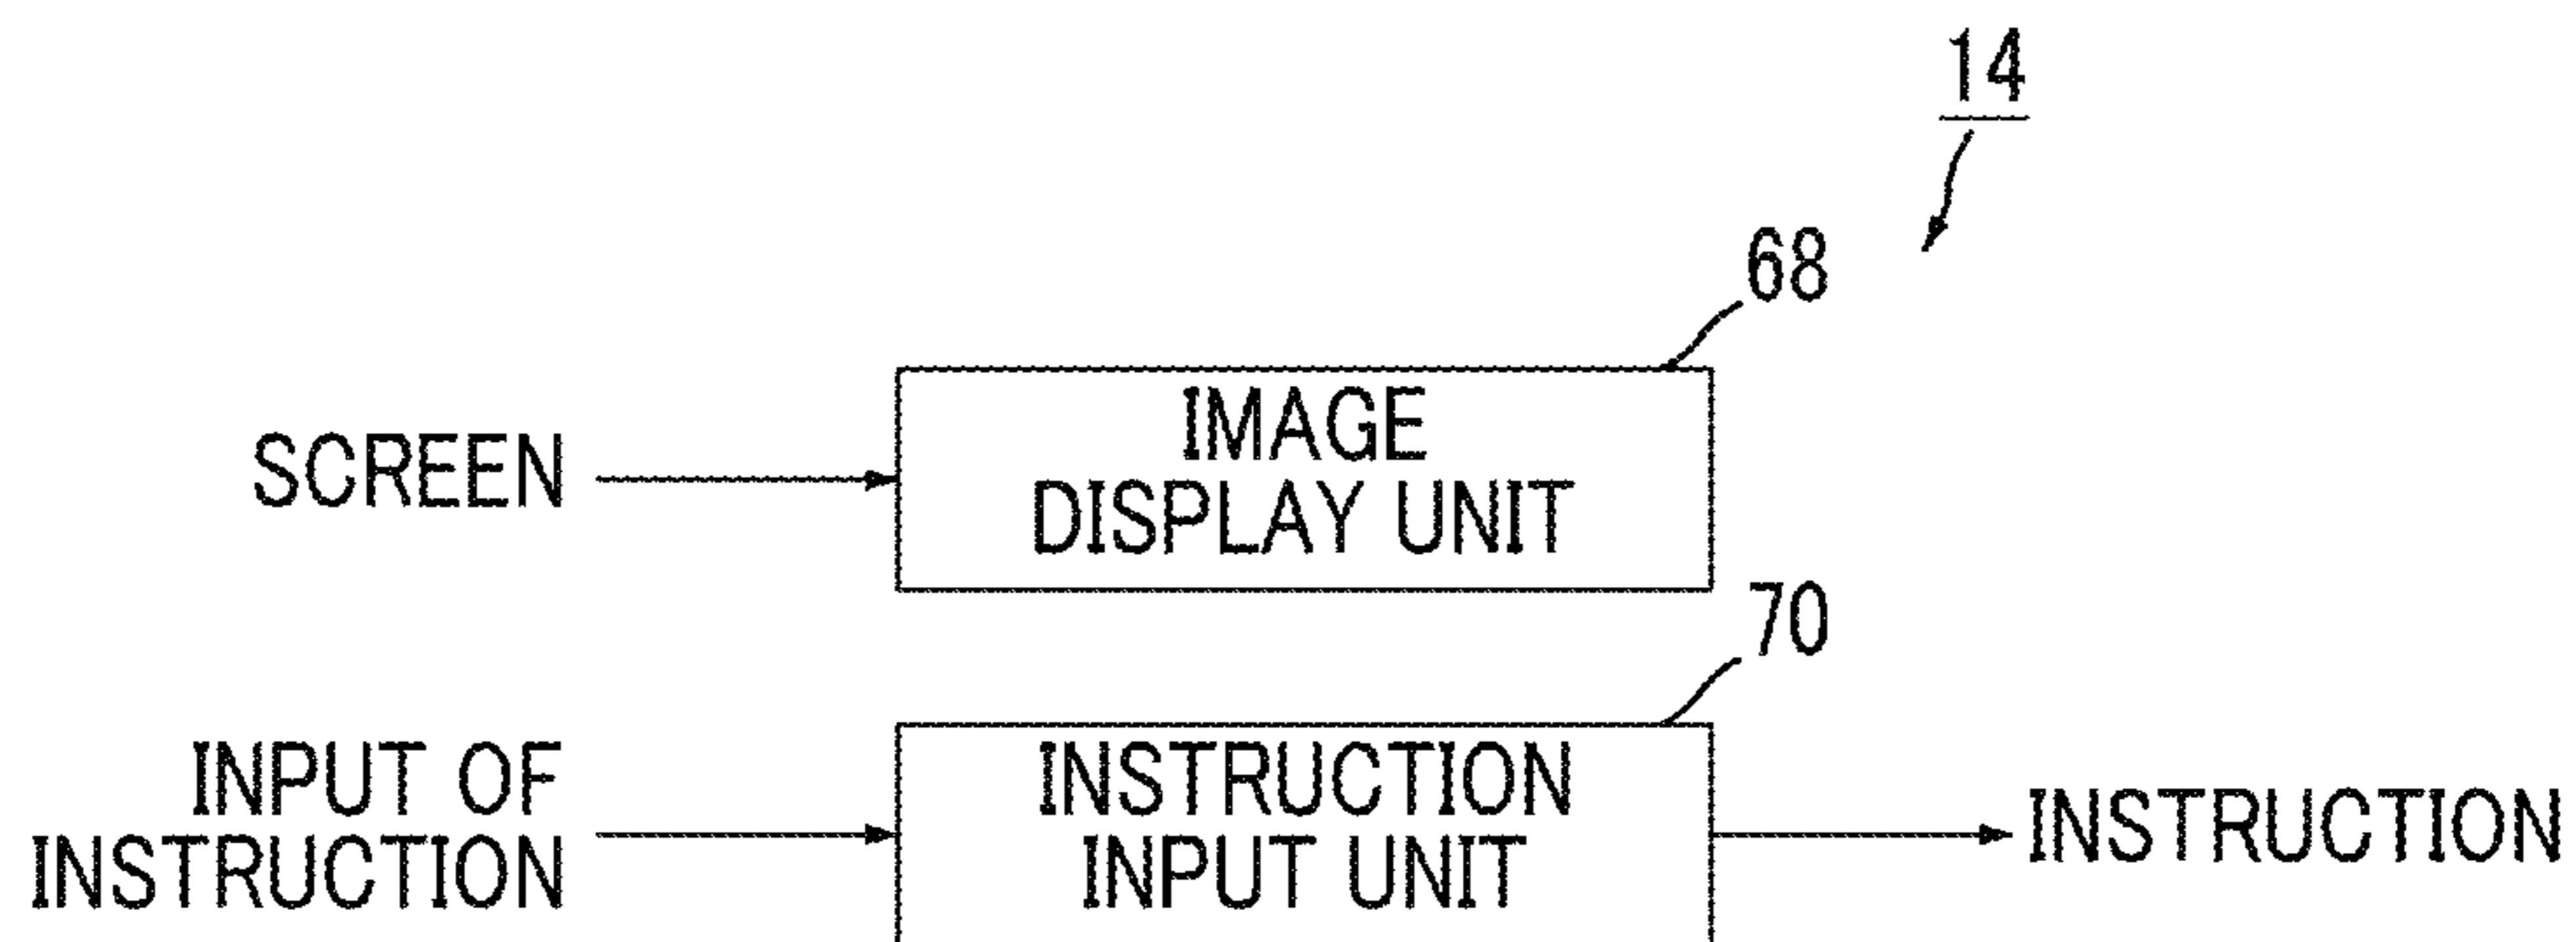 14
68
SCREEN
IMAGE
DISPLAY UNIT
70
INPUT OF
INSTRUCTION
INSTRUCTION
INPUT UNIT
INSTRUCTION